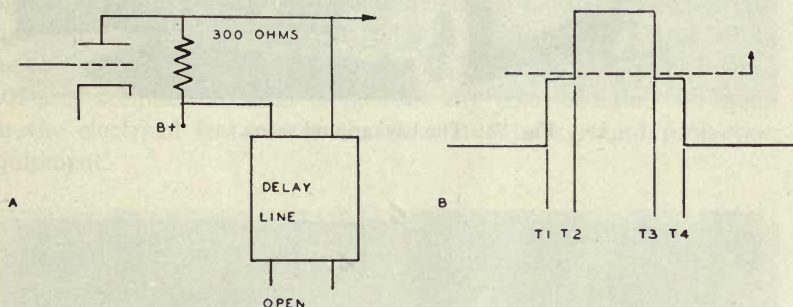 300 OHMS
B+
DELAY
LINE
A
OPEN
B
T1 T2 T3 T4